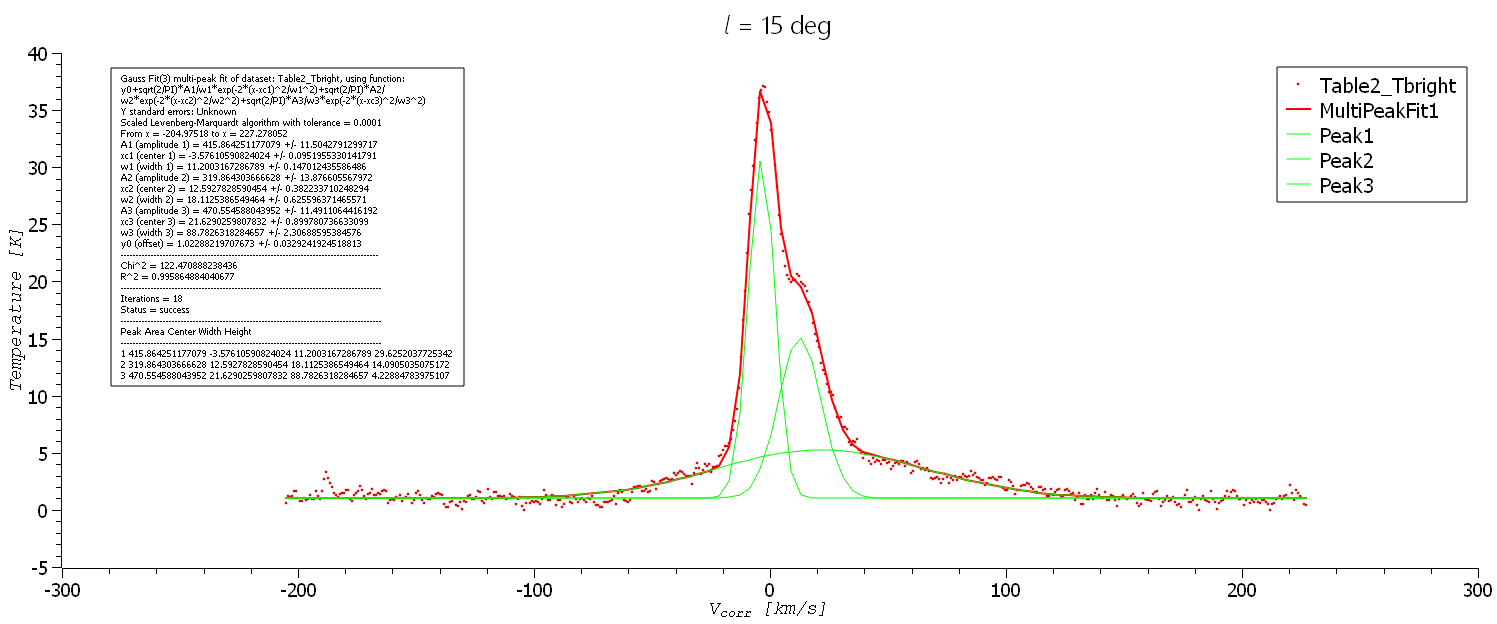 l = 15 deg
Gauss Fit(3) multi-peak fit of dataset: Table2_Tbright, using function:
y0+sqrt(2/PI)*A1/w1*exp(-2*(x-xc1)^2/w1^2)+sqrt(2/PI)*A2/
w2*exp(-2*(x-xc2)^2/w2^2)+sqrt(2/PI)*A3/w3*exp(-2*(x-xc3)^2/w3^2)
Y standard errors: Unknown
Scaled Levenberg-Marquardt algorithm with tolerance = 0.0001
From x = -204.97518 to x = 227.278052
A1 (amplitude 1) = 415.864251177079 +/- 11.5042791299717
xc1 (center 1) = -3.57610590824024 +/- 0.0951955330141791
w1 (width 1) = 11.2003167286789 +/- 0.147012435586486
A2 (amplitude 2) = 319.864303666628 +/- 13.876605567972
xc2 (center 2) = 12.5927828590454 +/- 0.382233710248294
w2 (width 2) = 18.1125386549464 +/- 0.625596371465571
A3 (amplitude 3) = 470.554588043952 +/- 11.4911064416192
xc3 (center 3) = 21.6290259807832 +/- 0.899780736633099
w3 (width 3) = 88.7826318284657 +/- 2.30688595384576
y0 (offset) = 1.02288219707673 +/- 0.0329241924518813
--------------------------------------------------------------------------------------
Chi^2 = 122.470888238436
R^2 = 0.995864884040677
---------------------------------------------------------------------------------------
Iterations = 18
Status = success
---------------------------------------------------------------------------------------
Peak Area Center Width Height
---------------------------------------------------------------------------------------
1 415.864251177079 -3.57610590824024 11.2003167286789 29.6252037725342
2 319.864303666628 12.5927828590454 18.1125386549464 14.0905035075172
3 470.554588043952 21.6290259807832 88.7826318284657 4.22884783975107
Table2_Tbright
MultiPeakFit1
Peak1
Peak2
Peak3
Temperature [K]
40
35
30
25
20
15
10
5
0
-5
-300
-200
-100
0
100
200
300
Vcorr [km/s]